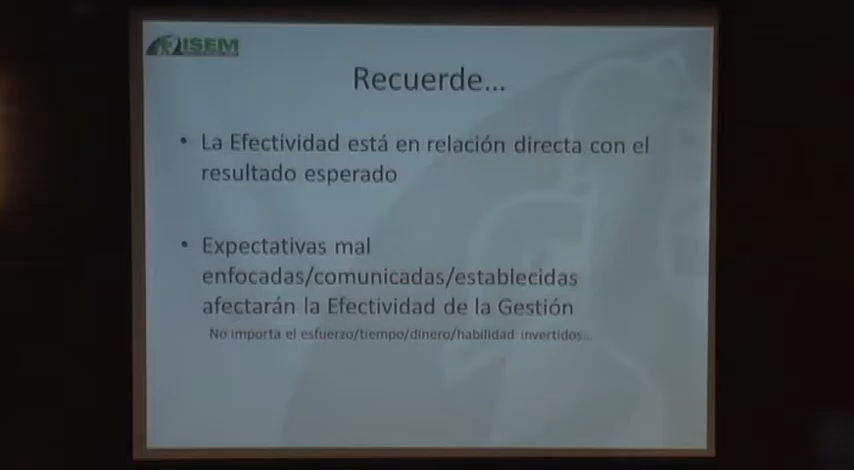 ISEM
Recuerde...
• La Efectividad está en relación directa con el
resultado esperado
• Expectativas mal
enfocadas/comunicadas/establecidas
afectarán la Efectividad de la Gestión
No importa el esfuerzo/tiempo/dinero/habilidad invertidos...